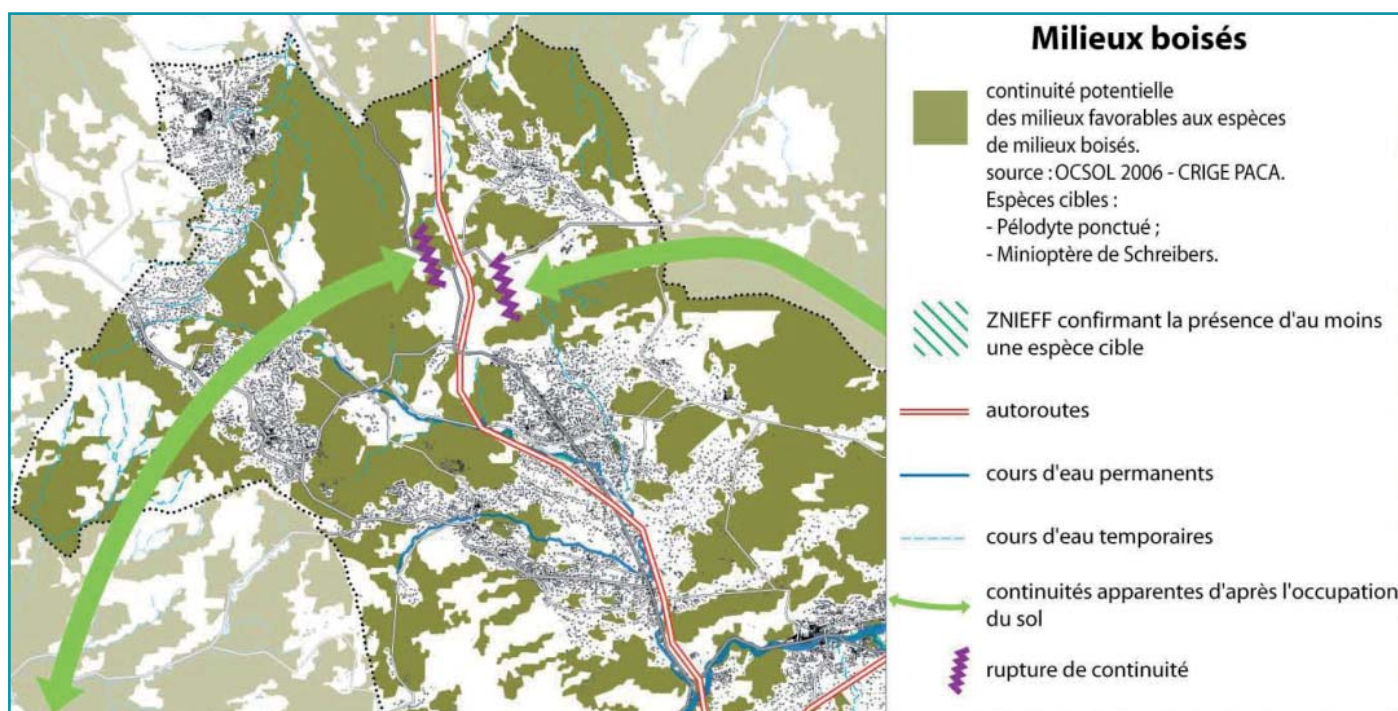 Milieux boisés
continuité potentielle
des milieux favorables aux espèces
de milieux boisés.
source : OCSOL 2006 - CRIGE PACA.
Espèces cibles :
- Pélodyte ponctué ;
- Minioptère de Schreibers.
ZNIEFF confirmant la présence d'au moins
une espèce cible
autoroutes
cours d'eau permanents
cours d'eau temporaires
continuités apparentes d'après l'occupation
du sol
rupture de continuité